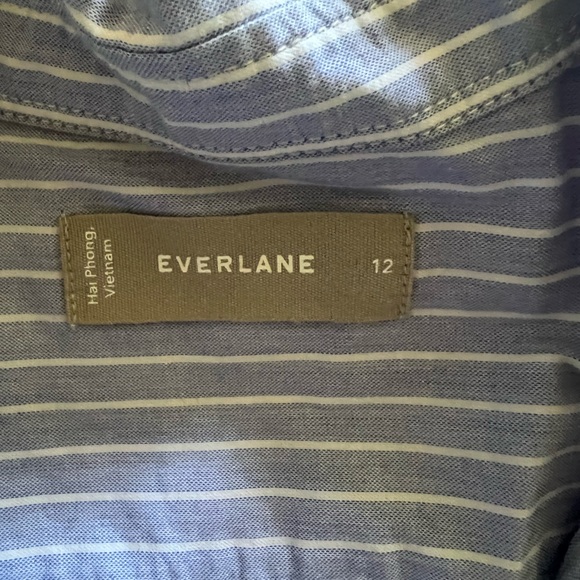 Hai Phong,
Vietnam
EVERLANE
12